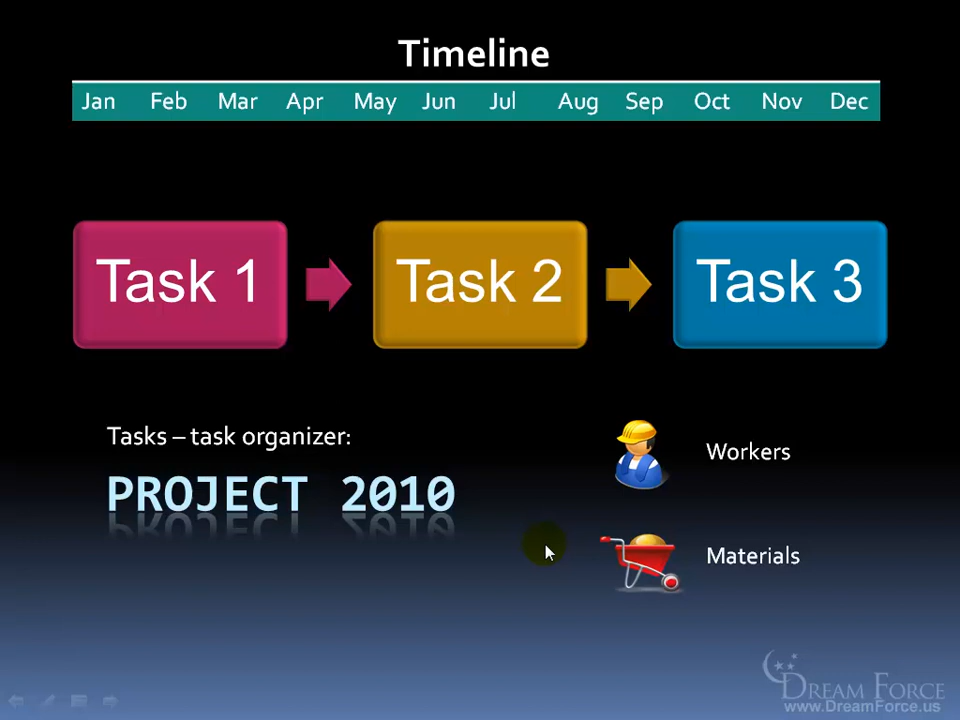 Timeline
Jan Feb Mar Apr May Jun Jul Aug Sep Oct Nov Dec
Task 1 Task 2 Task 3
Tasks – task organizer:
PROJECT 2010
Workers
Materials
DREAM FORCE
www.DreamForce.us